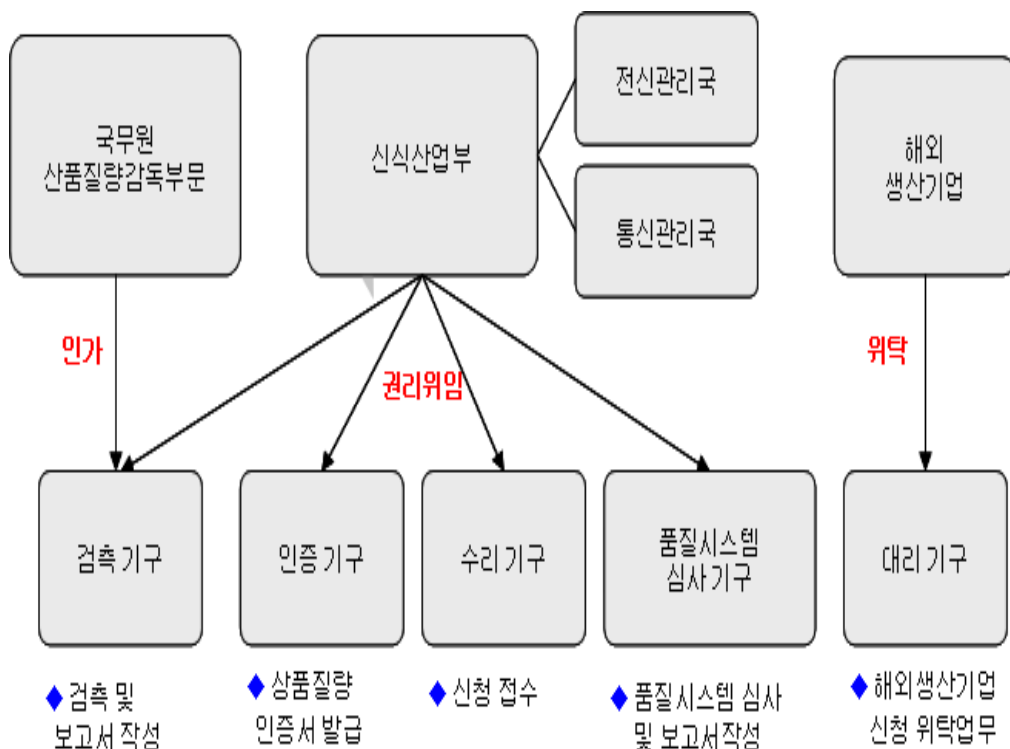 국무원
산품질량감독부문
신식산업부
전신관리국
통신관리국
해외
생산기업
인가
권리위임
위탁
검측기구
인증기구
수리기구
품질시스템
심사기구
대리기구
◆ 검측 및
보고서작성
◆ 상품질량
인증서 발급
◆ 신청 접수
◆ 품질시스템 심사
및 보고서작성
◆ 해외생산기업
신청 위탁업무